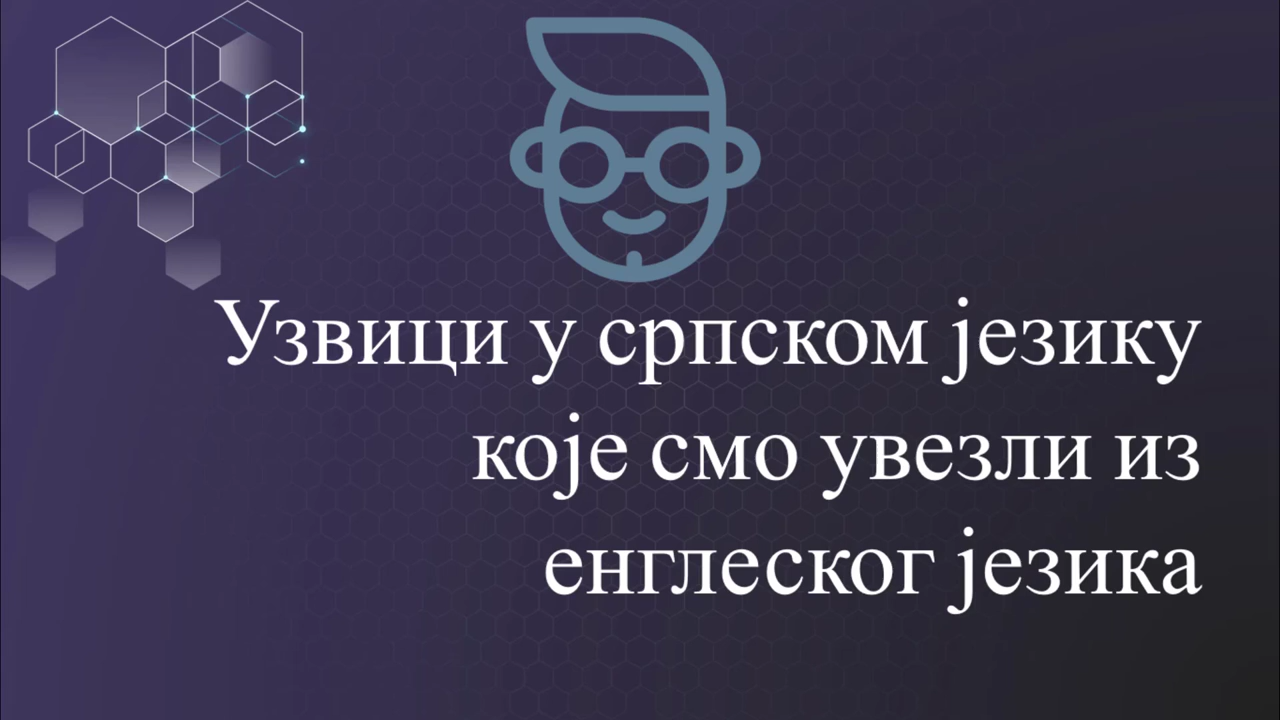 Узвици у српском језику
које смо увезли из
енглеског језика